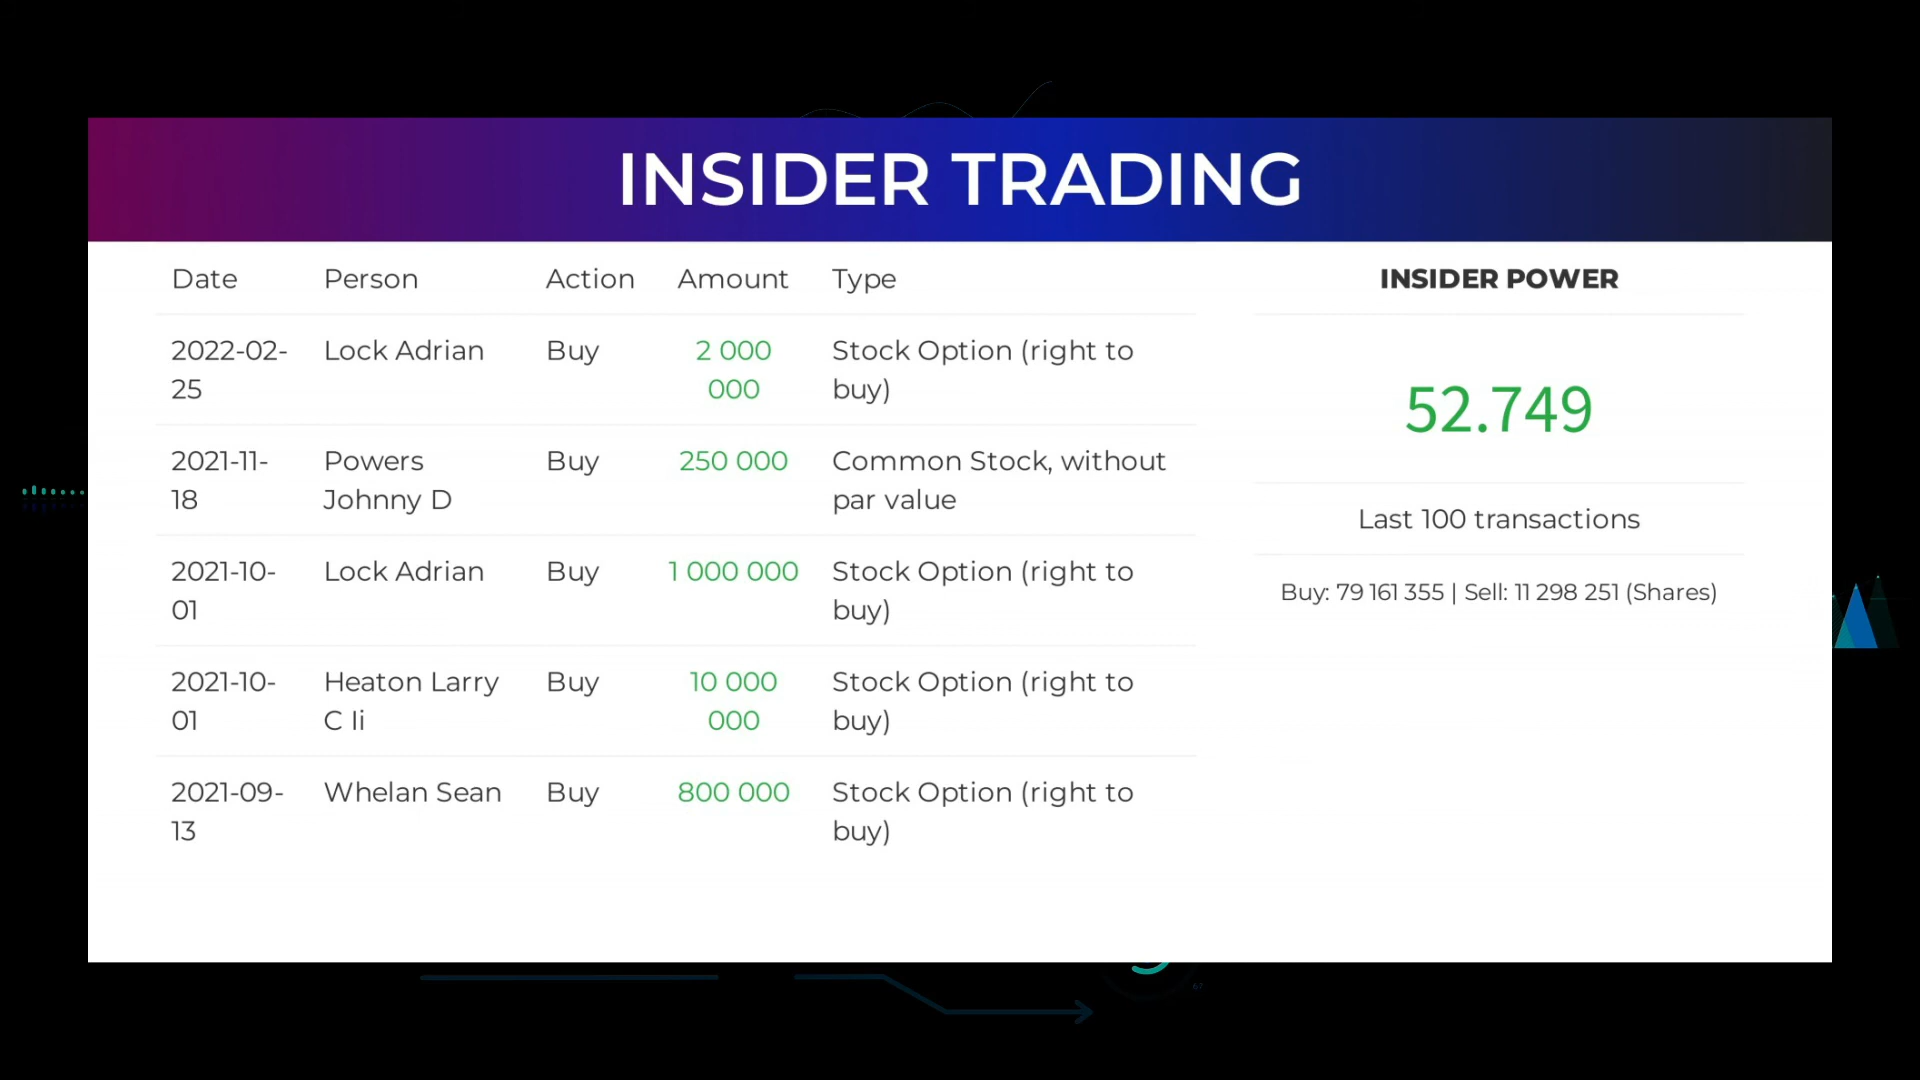 INSIDER TRADING
Date Person Action Amount Type
2022-02- Lock Adrian Buy 2 000 Stock Option (right to
25 000 buy)
2021-11- Powers Buy 250 000 Common Stock, without
18 Johnny D par value
2021-10- Lock Adrian Buy 1 000 000 Stock Option (right to
01 buy)
2021-10- Heaton Larry Buy 10 000 Stock Option (right to
01 C Ii 000 buy)
2021-09- Whelan Sean Buy 800 000 Stock Option (right to
13 buy)
INSIDER POWER
52.749
Last 100 transactions
Buy: 79 161 355 | Sell: 11 298 251 (Shares)
67